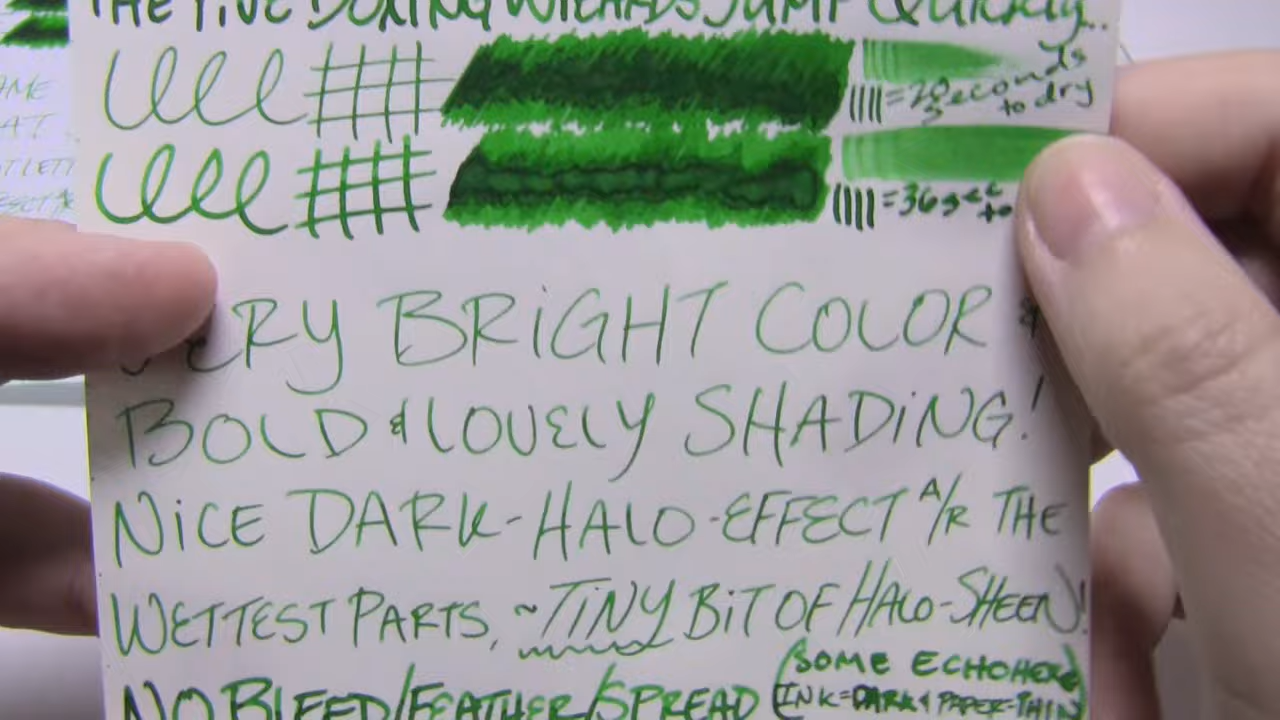 THE FIVE BOXING WIZARDS JUMP QUICKLY..
= 20 seconds to dry
= 36 sec to
VERY BRIGHT COLOR &
BOLD & LOVELY SHADING!
NICE DARK-HALO-EFFECT A/R THE
WETTEST PARTS, ~TINY BIT OF HALO-SHEEN!
NO BLEED/FEATHER/SPREAD (SOME ECHO HERE
INK=DARK & PAPER=THIN)